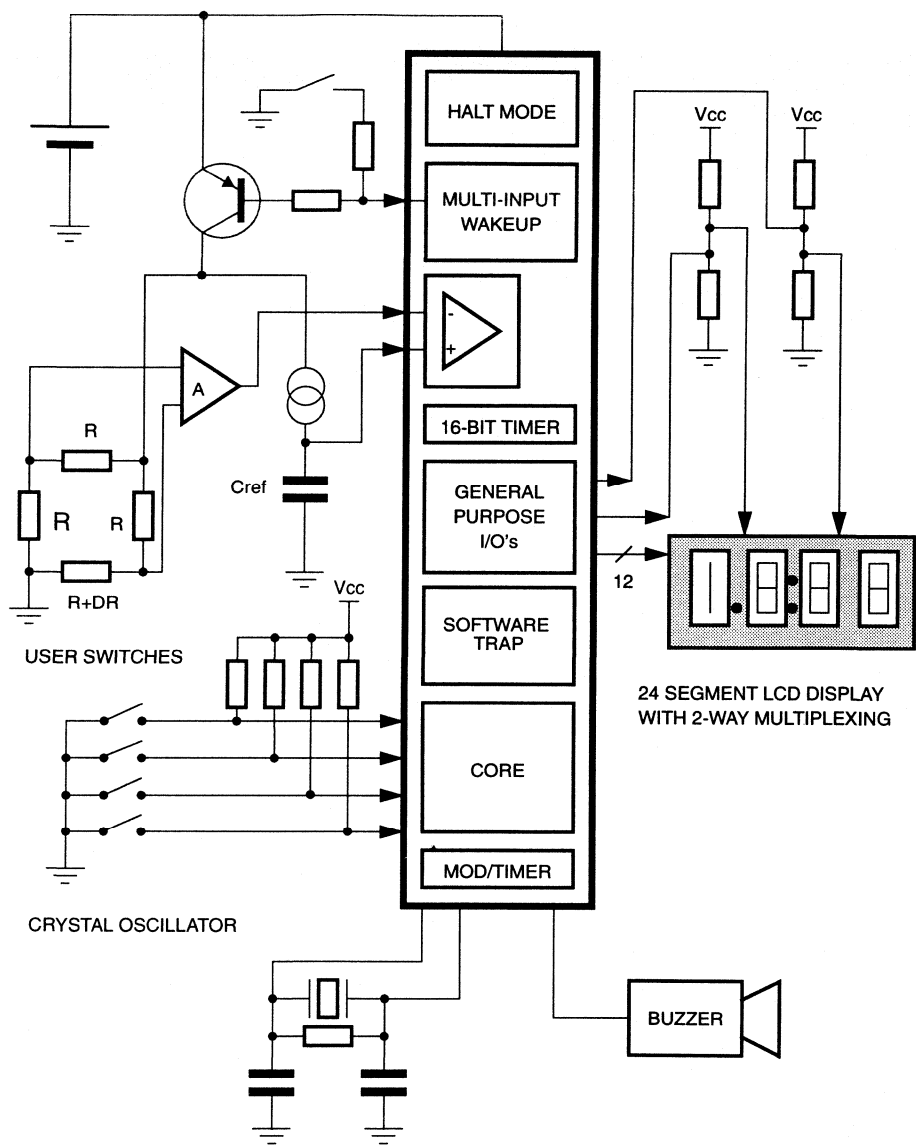 HALT MODE
Vcc
Vcc
MULTI-INPUT
WAKEUP
-
+
A
16-BIT TIMER
R
Cref
GENERAL
PURPOSE
I/O's
R
R
12
R+DR
Vcc
SOFTWARE
TRAP
USER SWITCHES
24 SEGMENT LCD DISPLAY
WITH 2-WAY MULTIPLEXING
CORE
MOD/TIMER
CRYSTAL OSCILLATOR
BUZZER